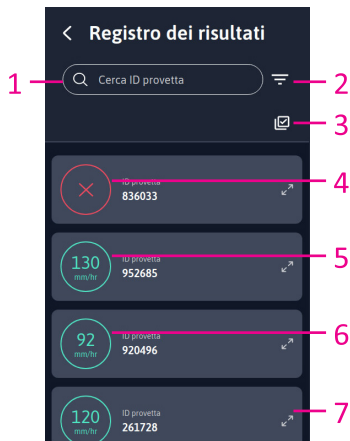 Registro dei risultati
1
Cerca ID provetta
2
3
ID provetta
836033
4
130
mm/hr
ID provetta
952685
5
92
mm/hr
ID provetta
920496
6
120
mm/hr
ID provetta
261728
7